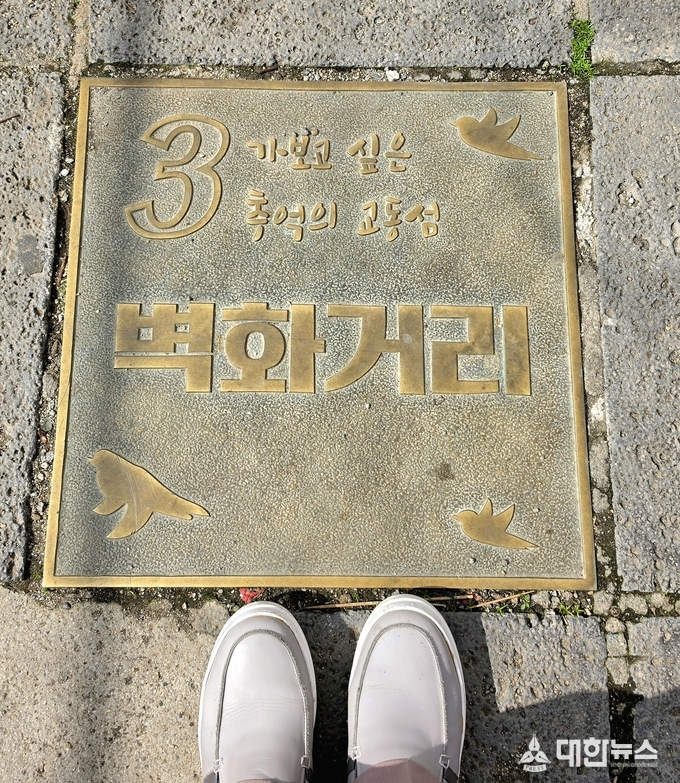 3 가보고 싶은
추억의 고동섬
벽화거리
대한뉴스